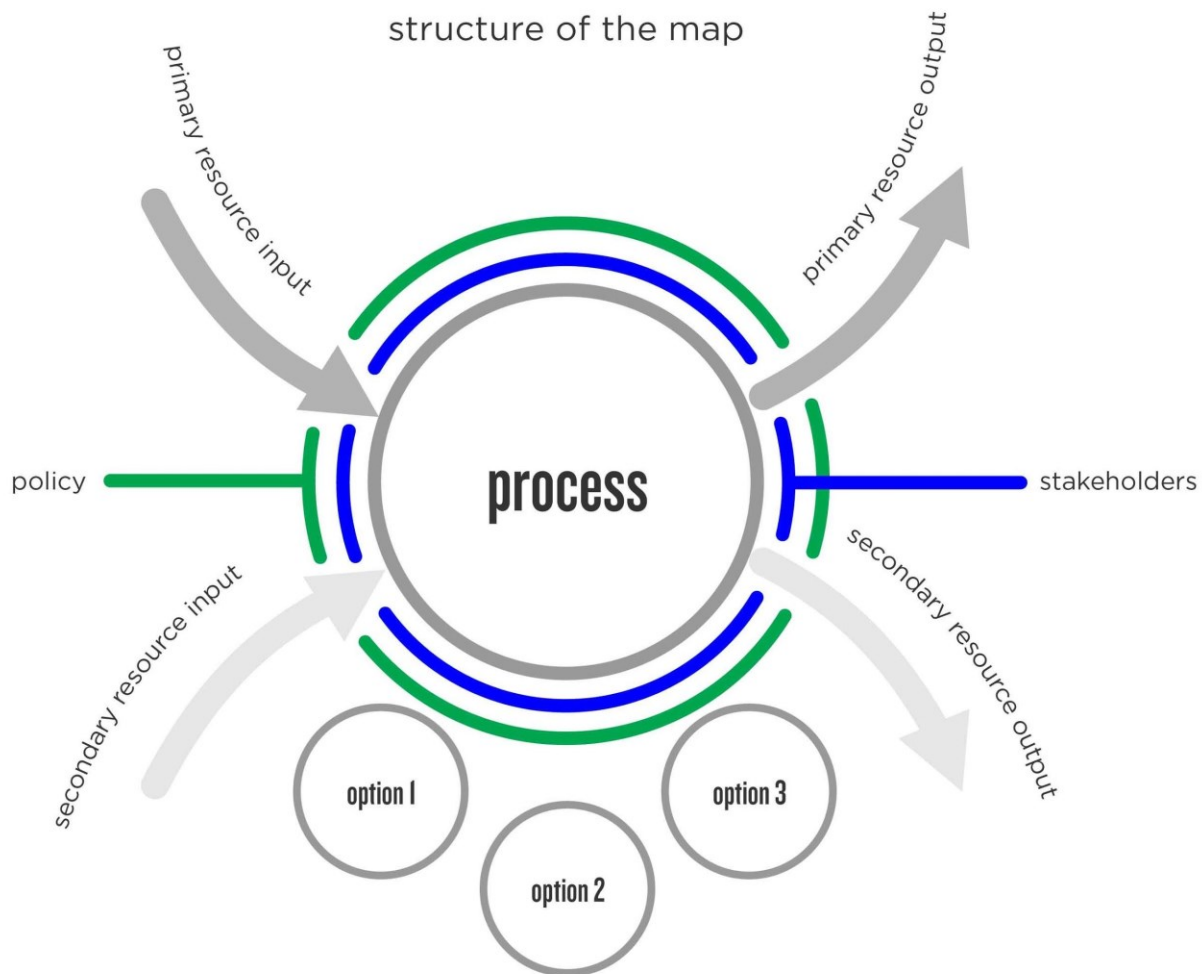 structure of the map
primary resource input
primary resource output
process
policy
stakeholders
secondary resource input
secondary resource output
option 1
option 2
option 3